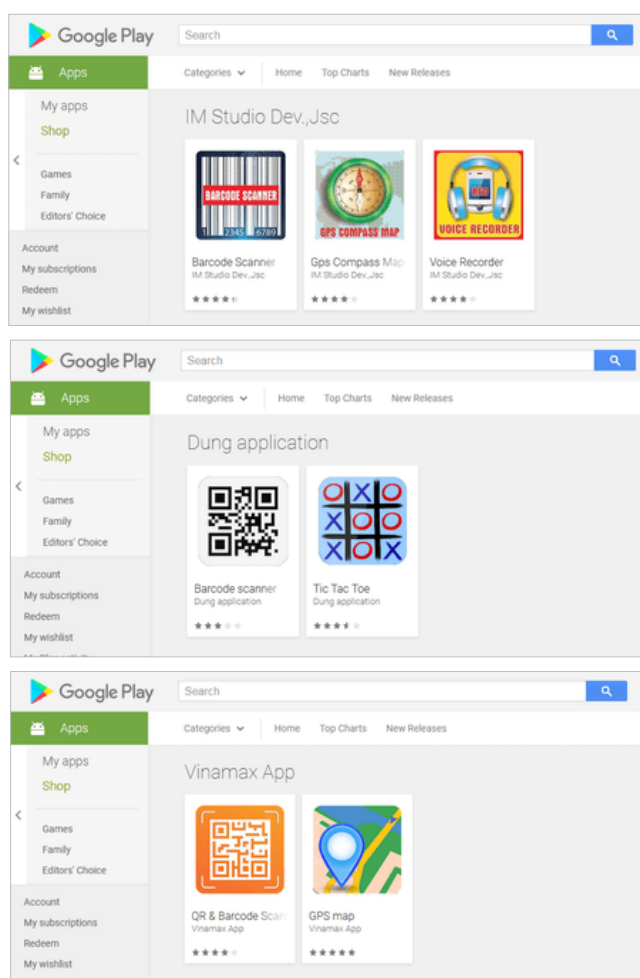 Google Play
Search
Apps
Categories Home Top Charts New Releases
My apps
Shop
Games
Family
Editors' Choice
Account
My subscriptions
Redeem
My wishlist
IM Studio Dev.,Jsc
BARCODE SCANNER
1 2345 6789
GPS COMPASS MAP
REC
VOICE RECORDER
Barcode Scanner
IM Studio Dev.,Jsc
Gps Compass Map
IM Studio Dev.,Jsc
Voice Recorder
IM Studio Dev.,Jsc
Google Play
Search
Apps
Categories Home Top Charts New Releases
My apps
Shop
Games
Family
Editors' Choice
Account
My subscriptions
Redeem
My wishlist
Dung application
O X O
X O O
X O X
Barcode scanner
Dung application
Tic Tac Toe
Dung application
Google Play
Search
Apps
Categories Home Top Charts New Releases
My apps
Shop
Games
Family
Editors' Choice
Account
My subscriptions
Redeem
My wishlist
Vinamax App
QR & Barcode Scan
Vinamax App
GPS map
Vinamax App